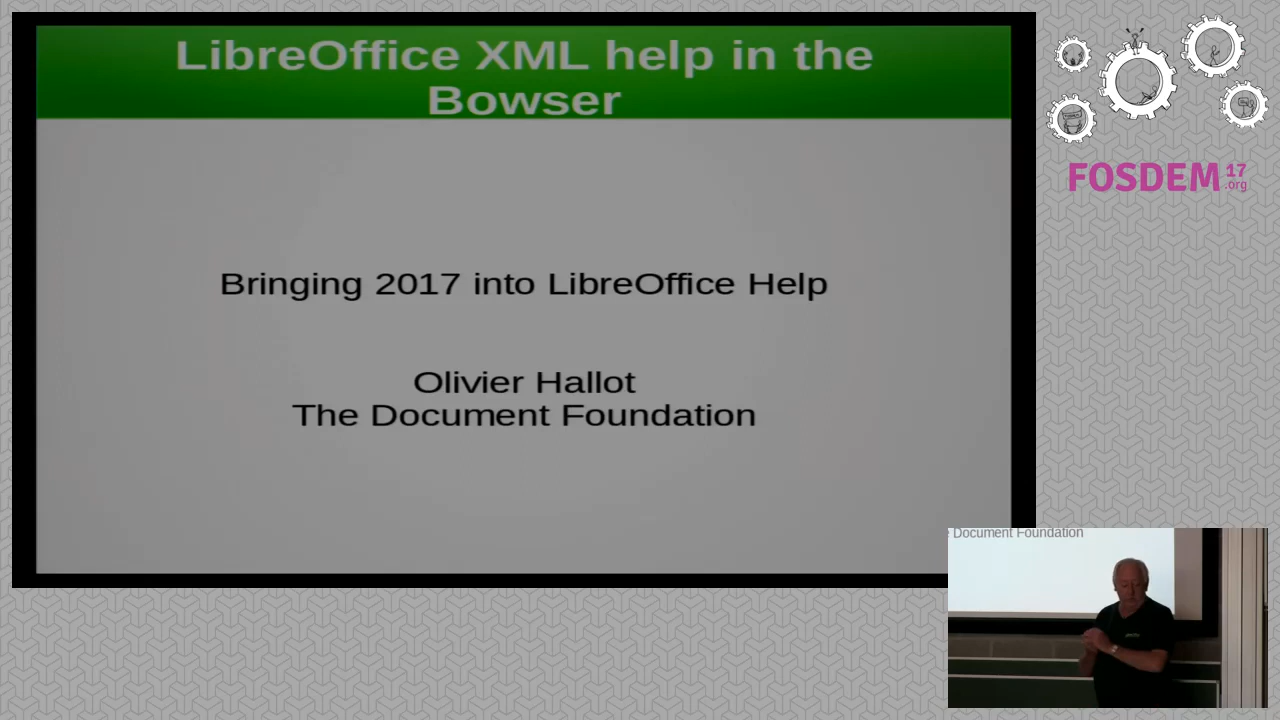 LibreOffice XML help in the
Bowser
Bringing 2017 into LibreOffice Help
Olivier Hallot
The Document Foundation
FOSDEM 17
.org
Document Foundation